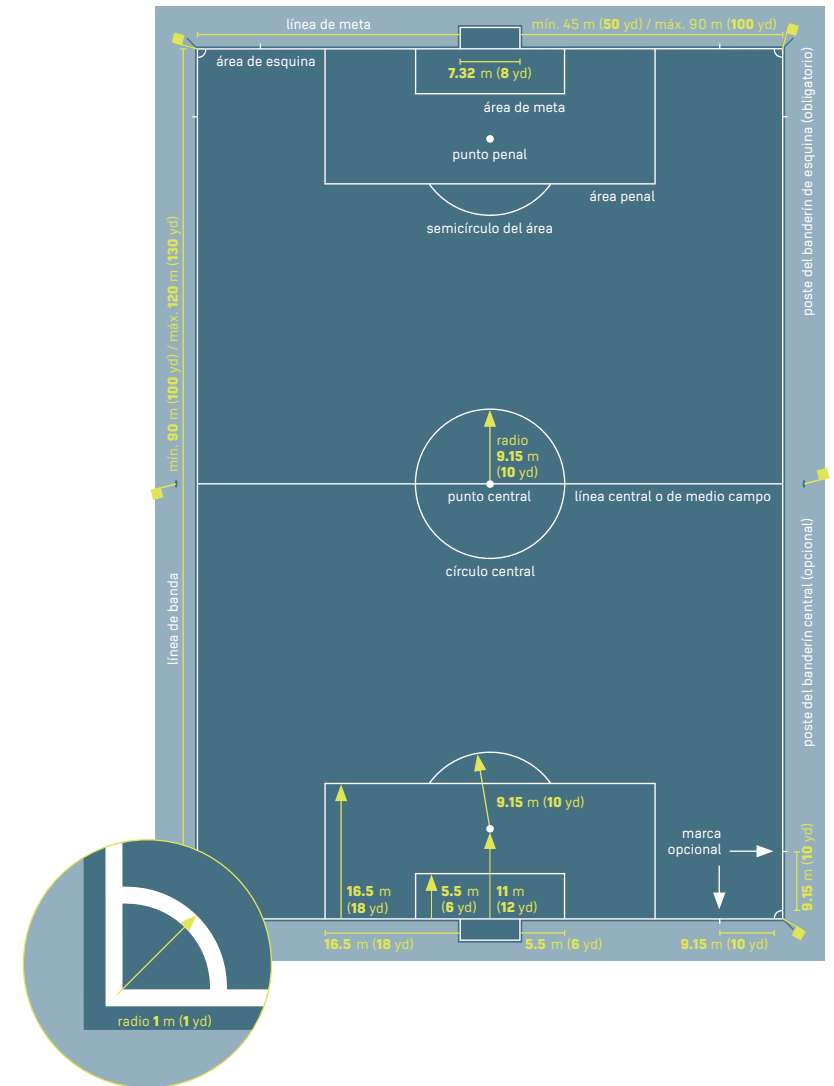 línea de meta
mín. 45 m (50 yd) / máx. 90 m (100 yd)
área de esquina
7.32 m (8 yd)
área de meta
punto penal
área penal
semicírculo del área
poste del banderín de esquina (obligatorio)
mín. 90 m (100 yd) / máx. 120 m (130 yd)
radio
9.15 m
(10 yd)
punto central
línea central o de medio campo
círculo central
línea de banda
poste del banderín central (opcional)
9.15 m (10 yd)
marca
opcional
9.15 m (10 yd)
16.5 m
(18 yd)
5.5 m
(6 yd)
11 m
(12 yd)
16.5 m (18 yd)
5.5 m (6 yd)
9.15 m (10 yd)
radio 1 m (1 yd)